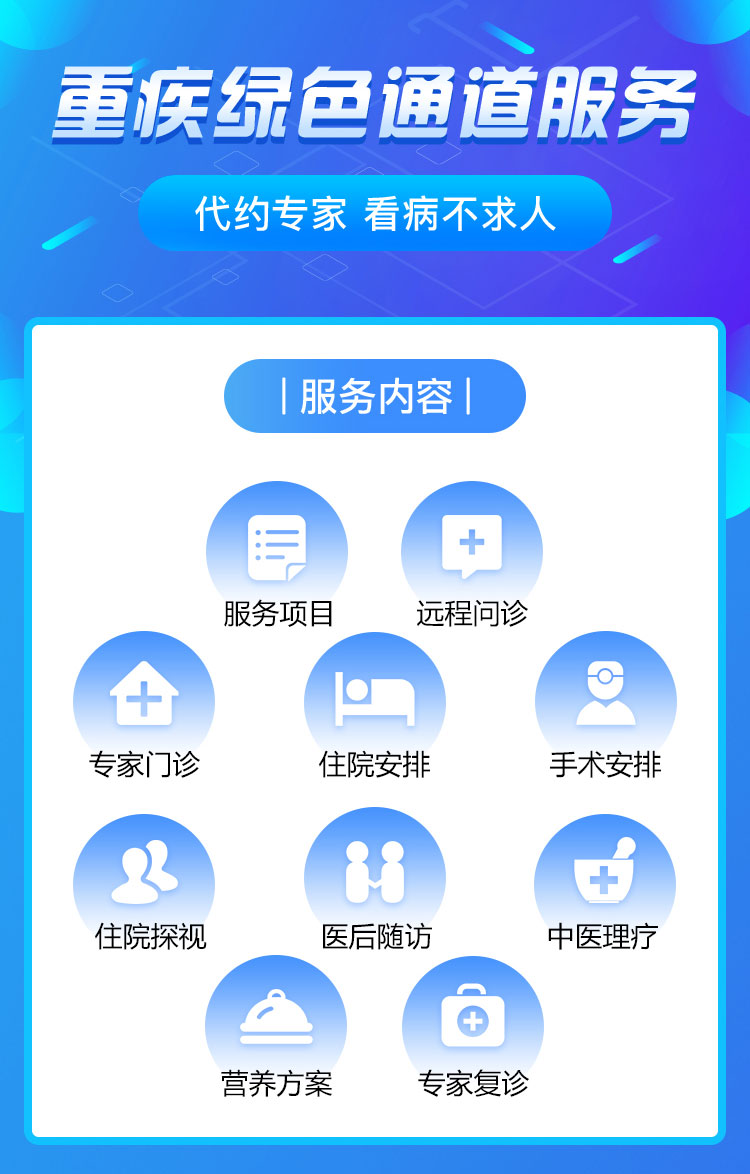 重疾绿色通道服务
代约专家 看病不求人
|服务内容|
服务项目 远程问诊
专家门诊 住院安排 手术安排
住院探视 医后随访 中医理疗
营养方案 专家复诊